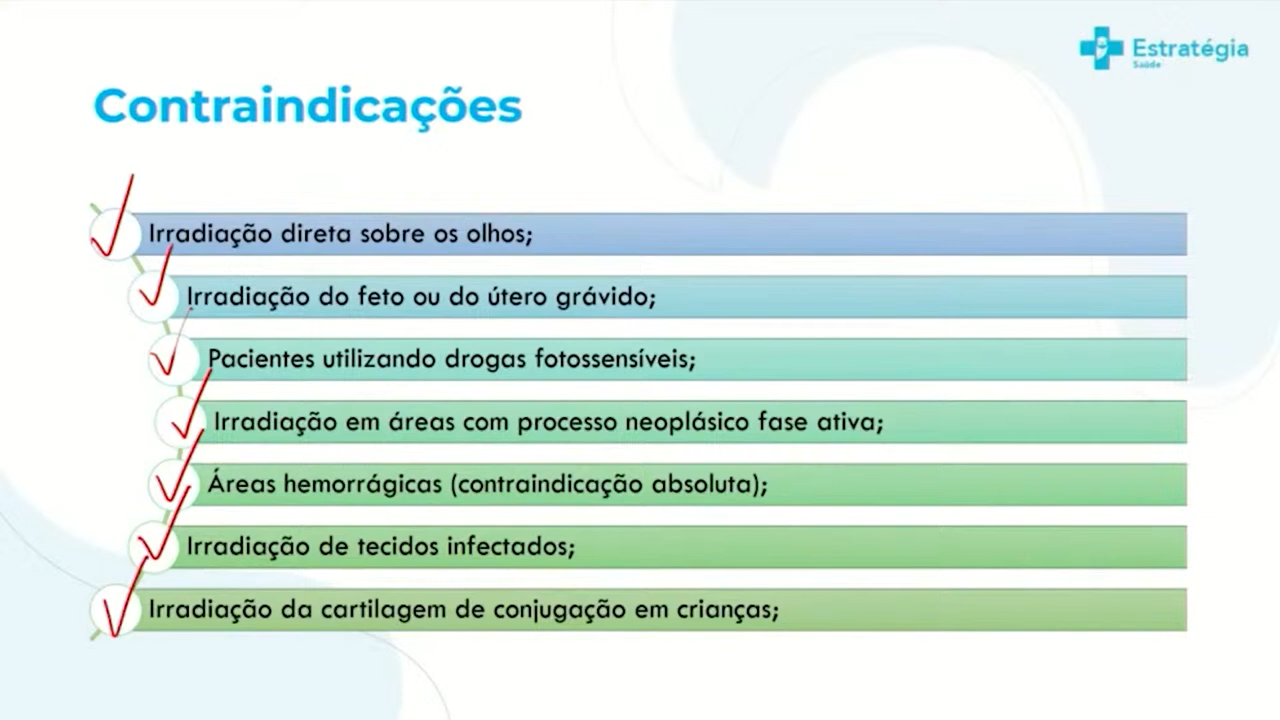 Estratégia
Saúde
Contraindicações
Irradiação direta sobre os olhos;
Irradiação do feto ou do útero grávido;
Pacientes utilizando drogas fotossensíveis;
Irradiação em áreas com processo neoplásico fase ativa;
Áreas hemorrágicas (contraindicação absoluta);
Irradiação de tecidos infectados;
Irradiação da cartilagem de conjugação em crianças;